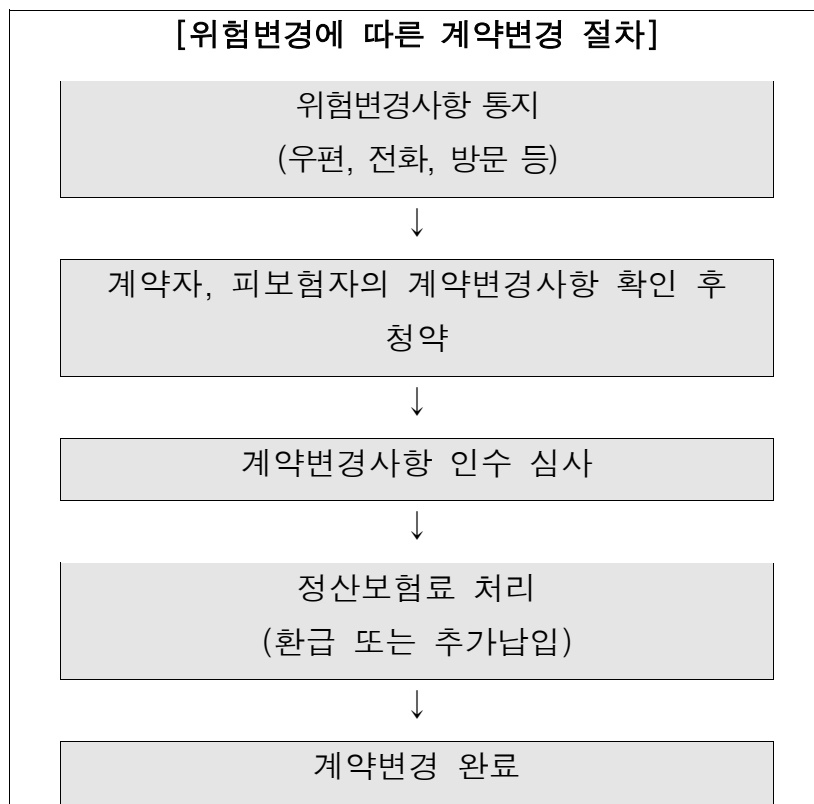 [위험변경에 따른 계약변경 절차]
위험변경사항 통지
(우편, 전화, 방문 등)
↓
계약자, 피보험자의 계약변경사항 확인 후
청약
↓
계약변경사항 인수 심사
↓
정산보험료 처리
(환급 또는 추가납입)
↓
계약변경 완료